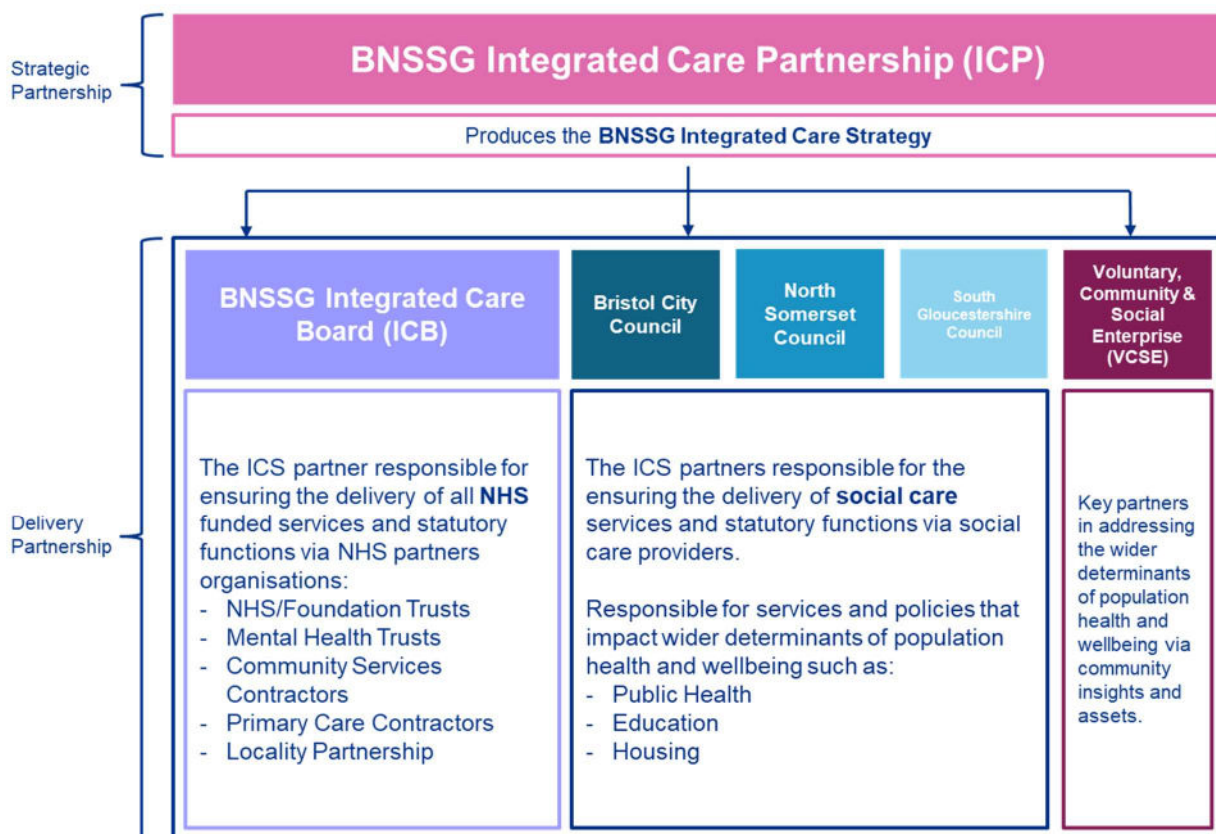 Strategic
Partnership
BNSSG Integrated Care Partnership (ICP)
Produces the BNSSG Integrated Care Strategy
Delivery
Partnership
BNSSG Integrated Care
Board (ICB)
Bristol City
Council
North
Somerset
Council
South
Gloucestershire
Council
Voluntary,
Community &
Social
Enterprise
(VCSE)
The ICS partner responsible for
ensuring the delivery of all NHS
funded services and statutory
functions via NHS partners
organisations:
- NHS/Foundation Trusts
- Mental Health Trusts
- Community Services
Contractors
- Primary Care Contractors
- Locality Partnership
The ICS partners responsible for the
ensuring the delivery of social care
services and statutory functions via social
care providers.
Responsible for services and policies that
impact wider determinants of population
health and wellbeing such as:
- Public Health
- Education
- Housing
Key partners
in addressing
the wider
determinants
of population
health and
wellbeing via
community
insights and
assets.